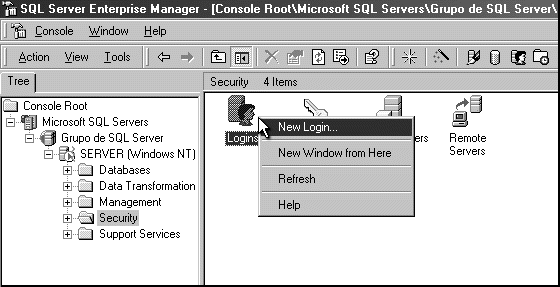 SQL Server Enterprise Manager - [Console Root\Microsoft SQL Servers\Grupo de SQL Server\
Console Window Help
Action View Tools
Tree
Security 4 Items
Console Root
Microsoft SQL Servers
Grupo de SQL Server
SERVER (Windows NT)
Databases
Data Transformation
Management
Security
Support Services
Logins
New Login...
New Window from Here
Refresh
Help
Remote
Servers